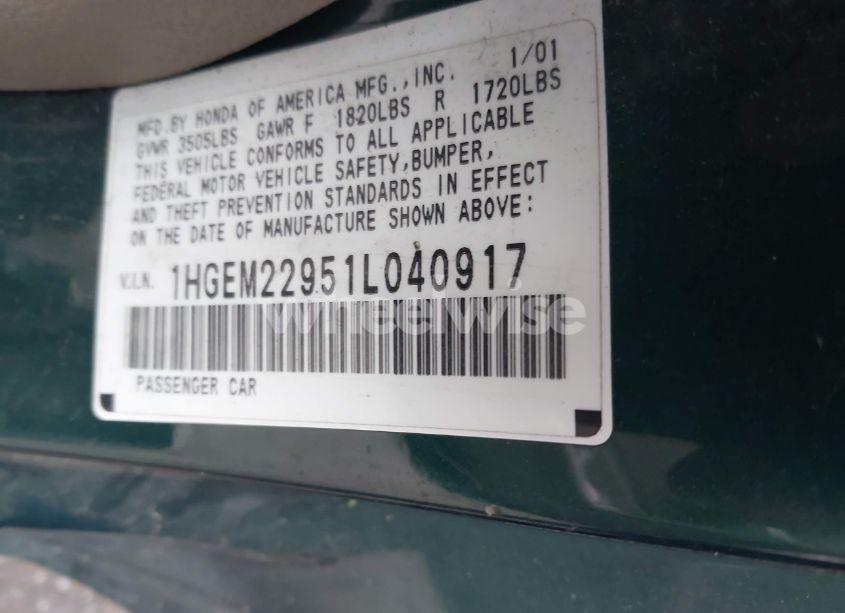 1/01
MFD.BY HONDA OF AMERICA MFG.,INC.
GVWR 3505LBS GAWR F 1820LBS R 1720LBS
THIS VEHICLE CONFORMS TO ALL APPLICABLE
FEDERAL MOTOR VEHICLE SAFETY,BUMPER,
AND THEFT PREVENTION STANDARDS IN EFFECT
ON THE DATE OF MANUFACTURE SHOWN ABOVE:
V.I.N. 1HGEM22951L040917
wheelwise
PASSENGER CAR